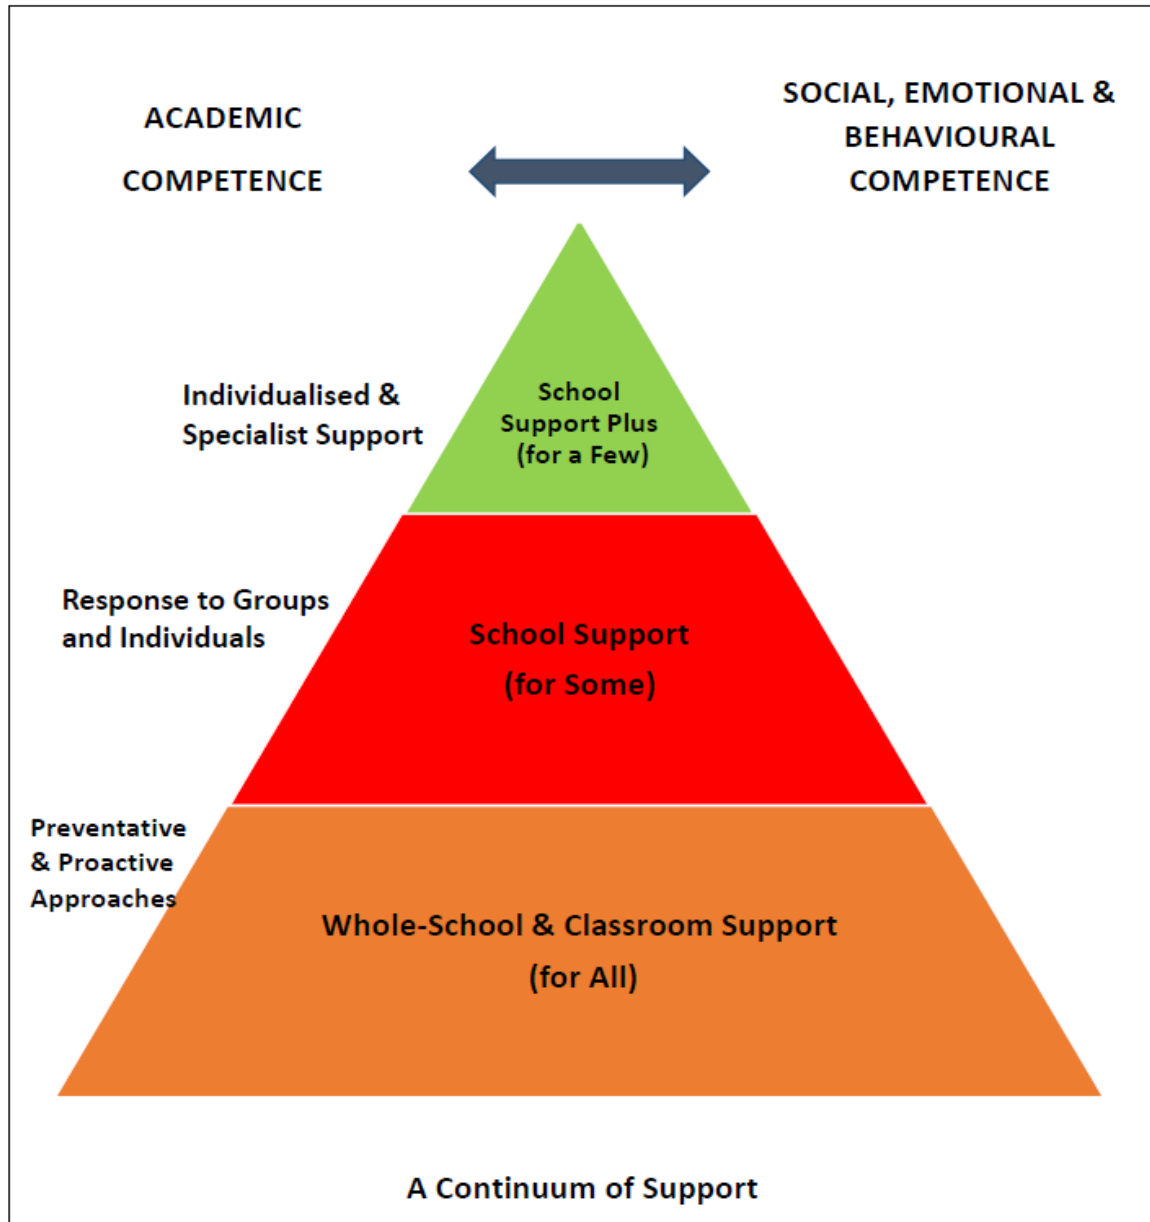 ACADEMIC
COMPETENCE
SOCIAL, EMOTIONAL &
BEHAVIOURAL
COMPETENCE
Individualised &
Specialist Support
School
Support Plus
(for a Few)
Response to Groups
and Individuals
School Support
(for Some)
Preventative
& Proactive
Approaches
Whole-School & Classroom Support
(for All)
A Continuum of Support